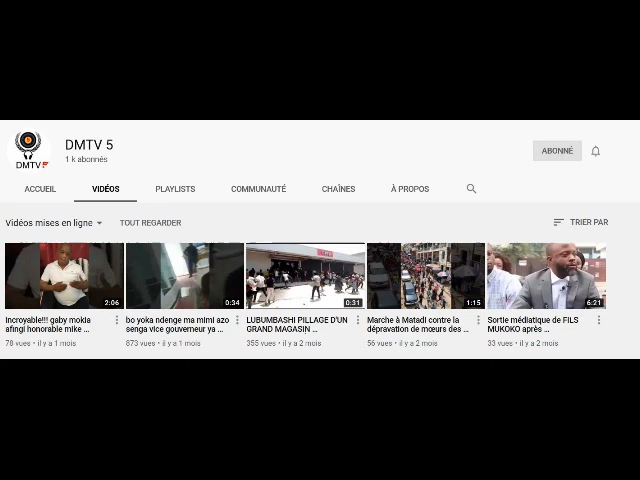 DMTV 5
1 k abonnés
DMTV
ABONNÉ
ACCUEIL VIDÉOS PLAYLISTS COMMUNAUTÉ CHAÎNES À PROPOS
Vidéos mises en ligne TOUT REGARDER TRIER PAR
2:06 0:34 0:31 1:15 6:21
Incroyable!!! gaby mokia
afingi honorable mike ...
78 vues • il y a 1 mois
bo yoka ndenge ma mimi azo
senga vice gouverneur ya ...
873 vues • il y a 1 mois
LUBUMBASHI PILLAGE D'UN
GRAND MAGASIN ...
355 vues • il y a 2 mois
Marche à Matadi contre la
dépravation de mœurs des ...
56 vues • il y a 2 mois
Sortie médiatique de FILS
MUKOKO après ...
33 vues • il y a 2 mois